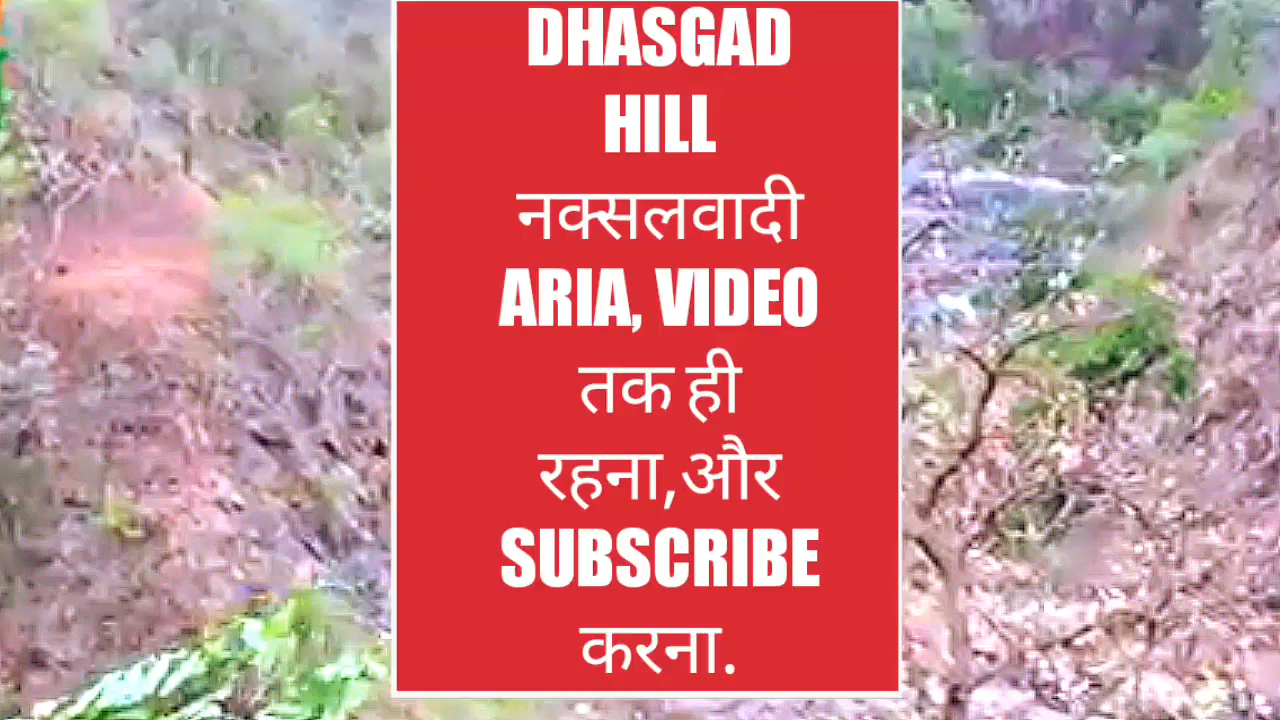 DHASGAD
HILL
नक्सलवादी
ARIA, VIDEO
तक ही
रहना,और
SUBSCRIBE
करना.